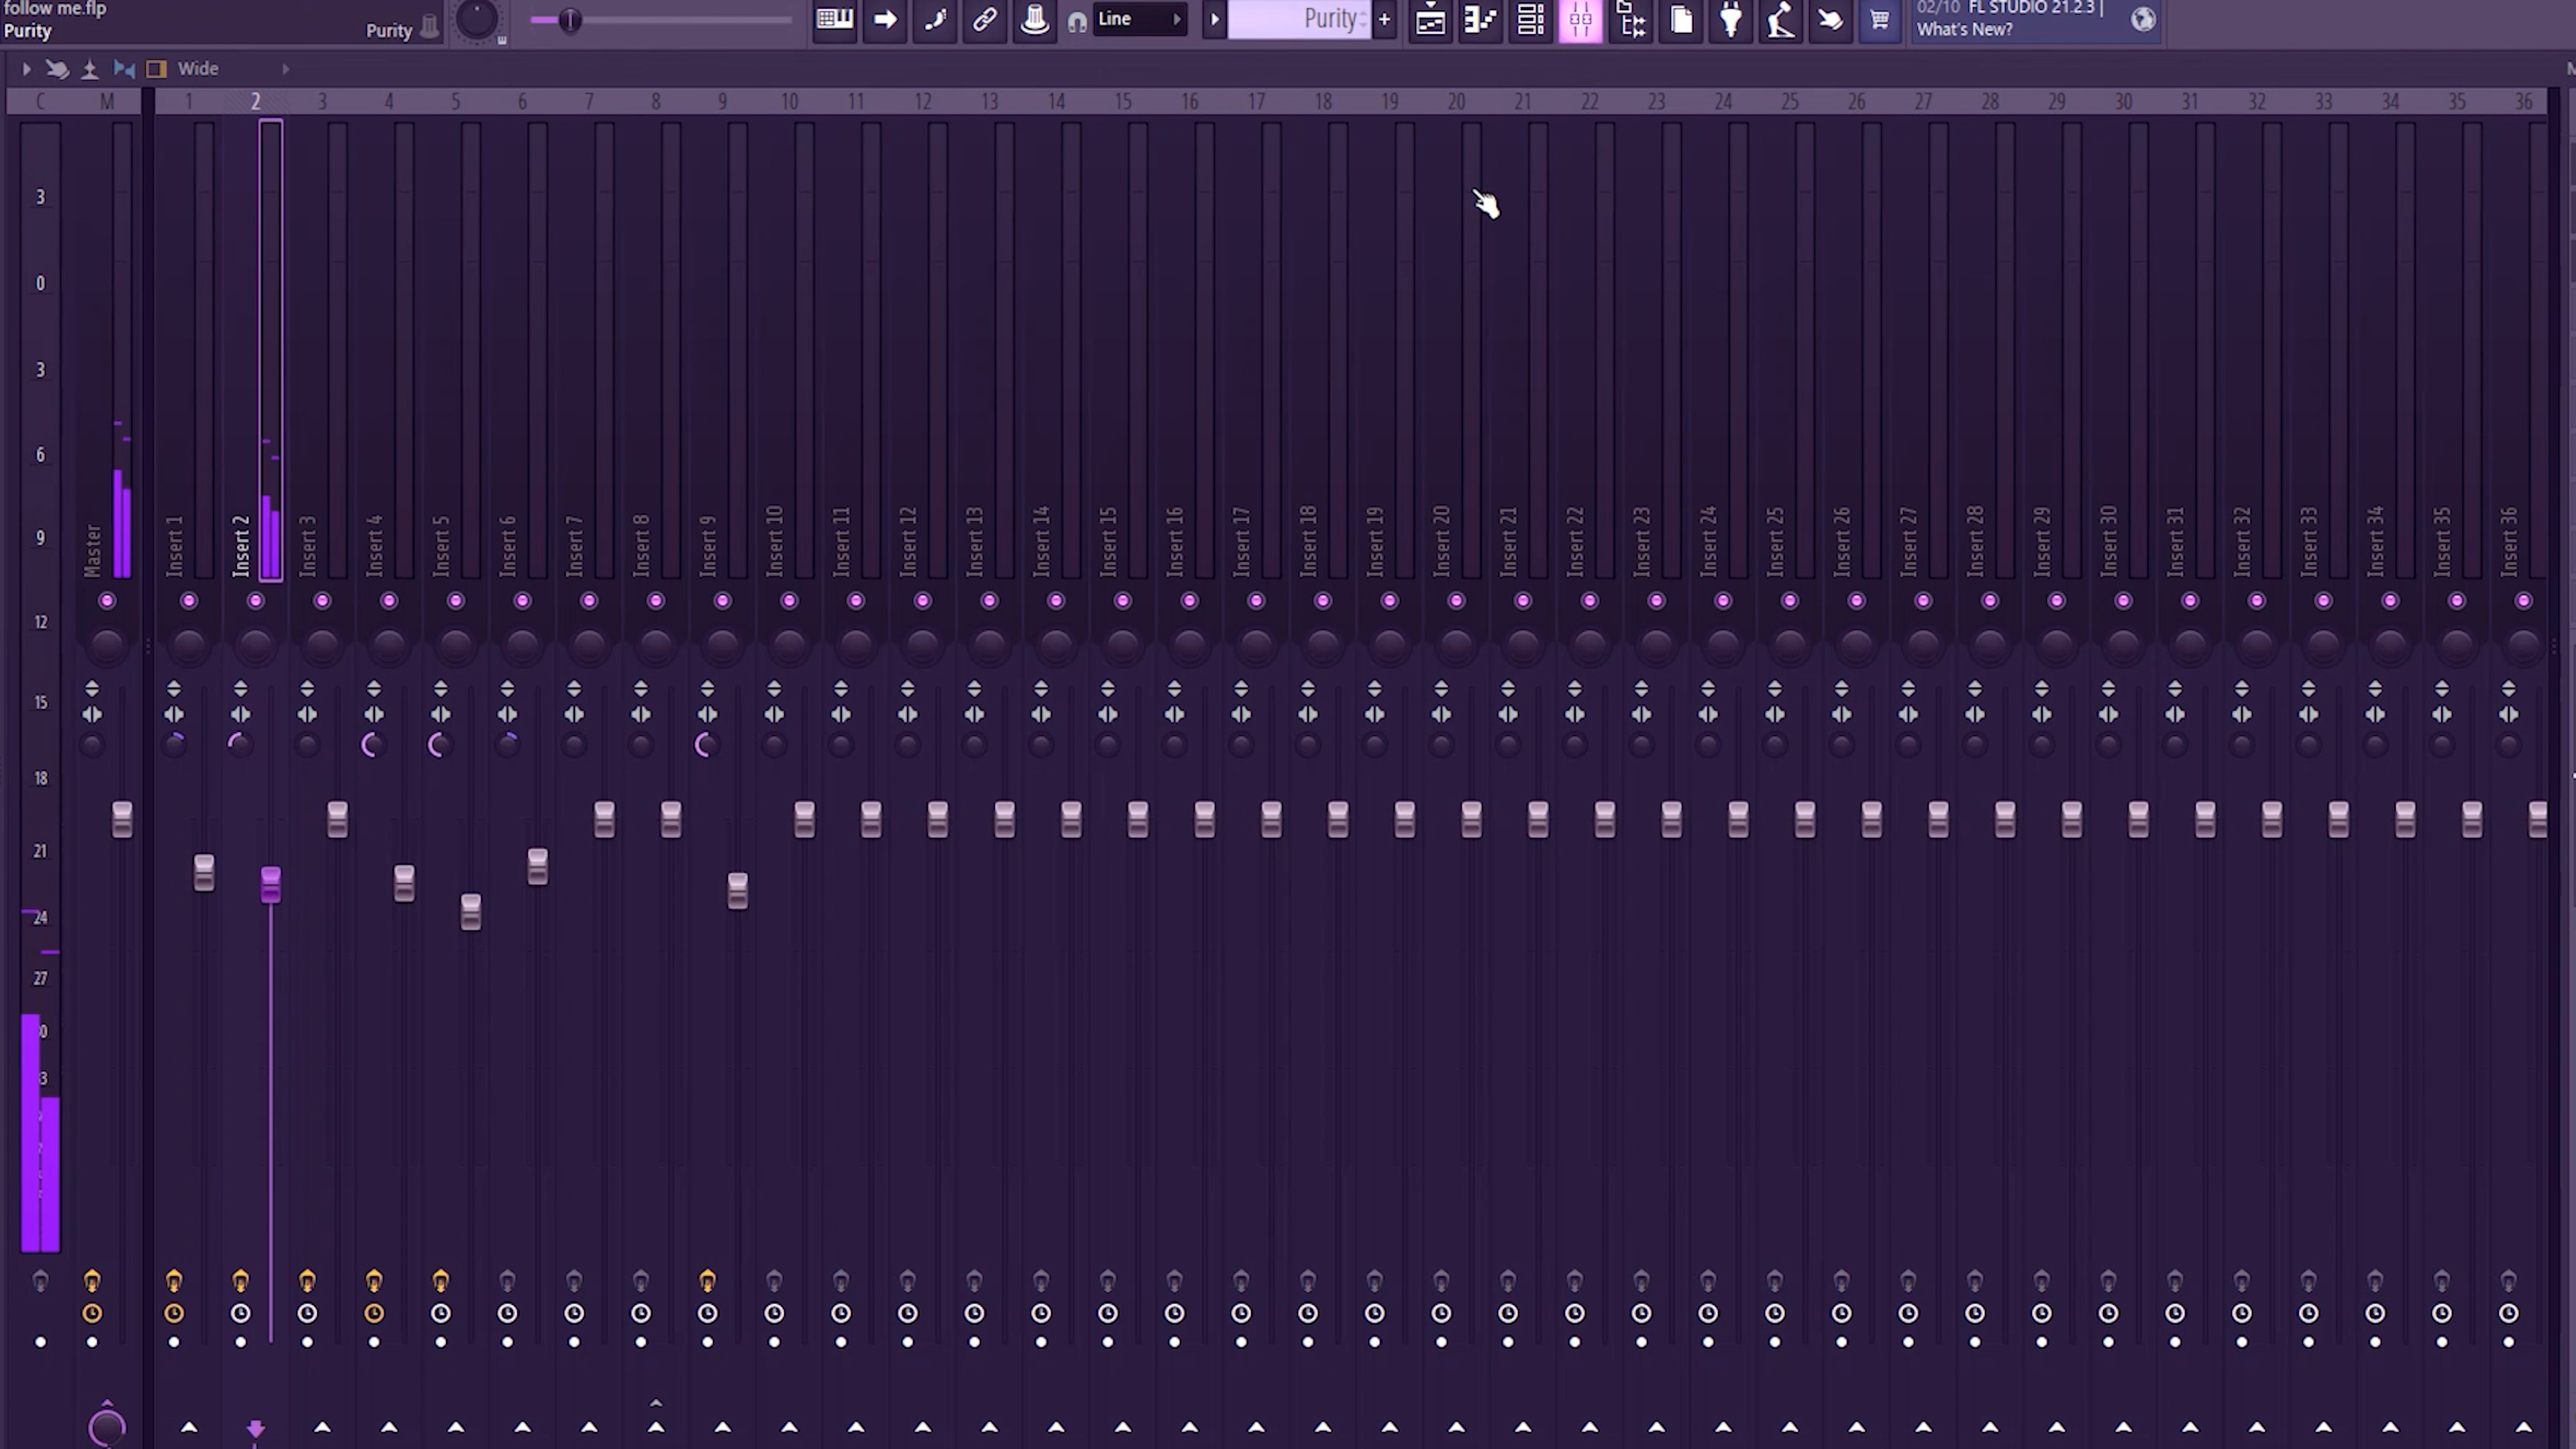 follow me.flp
Purity
Purity
Line
Purity
02/10 FL STUDIO 21.2.3 |
What's New?
Wide
C M 1 2 3 4 5 6 7 8 9 10 11 12 13 14 15 16 17 18 19 20 21 22 23 24 25 26 27 28 29 30 31 32 33 34 35 36
3
0
3
6
9
12
15
18
21
24
27
Master
Insert 1
Insert 2
Insert 3
Insert 4
Insert 5
Insert 6
Insert 7
Insert 8
Insert 9
Insert 10
Insert 11
Insert 12
Insert 13
Insert 14
Insert 15
Insert 16
Insert 17
Insert 18
Insert 19
Insert 20
Insert 21
Insert 22
Insert 23
Insert 24
Insert 25
Insert 26
Insert 27
Insert 28
Insert 29
Insert 30
Insert 31
Insert 32
Insert 33
Insert 34
Insert 35
Insert 36